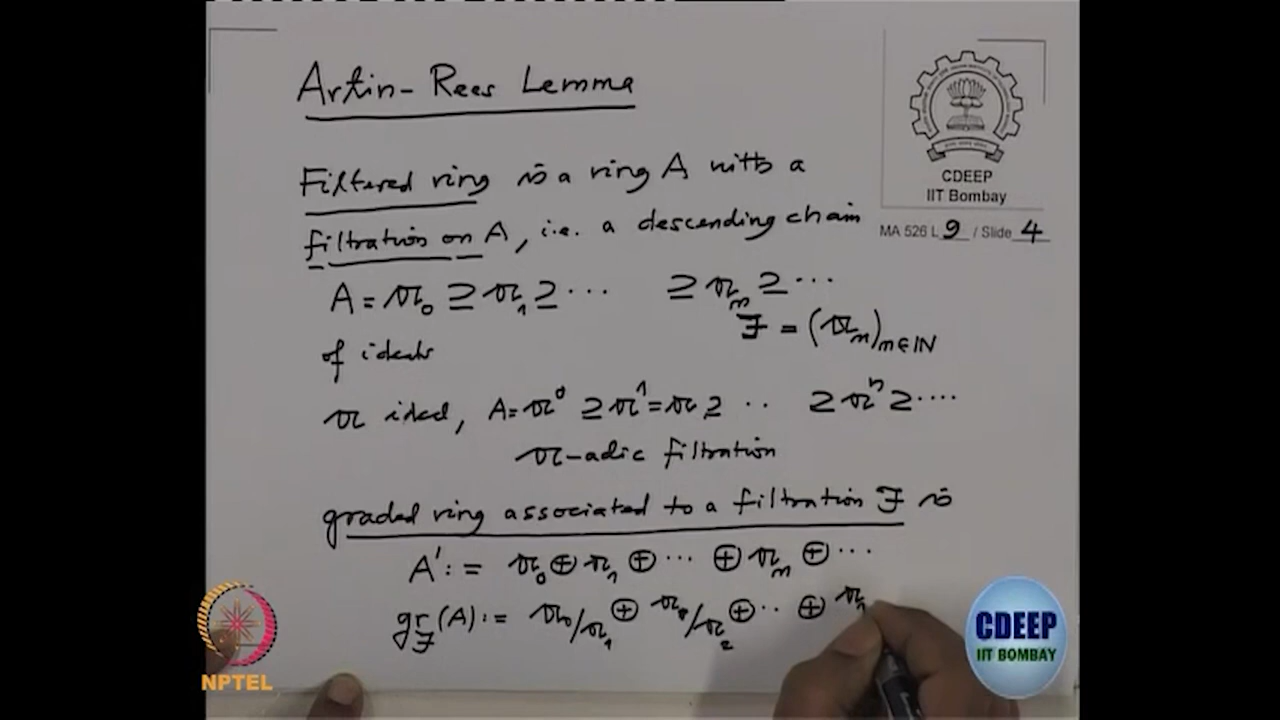 Artin-Rees Lemma
CDEEP
IIT Bombay
MA 526 L 9 / Slide 4
Filtered ring is a ring A with a
filtration on A, i.e. a descending chain
A = 𝔞₀ ⊇ 𝔞₁ ⊇ ··· ⊇ 𝔞ₘ ⊇ ···
ℱ = (𝔞ₘ)ₘ∈ℕ
of ideals
𝔞 ideal, A = 𝔞⁰ ⊇ 𝔞¹ = 𝔞 ⊇ ·· ⊇ 𝔞ⁿ ⊇ ····
𝔞-adic filtration
graded ring associated to a filtration ℱ is
A' := 𝔞₀ ⊕ 𝔞₁ ⊕ ··· ⊕ 𝔞ₘ ⊕ ···
gr_ℱ(A) := 𝔞₀/𝔞₁ ⊕ /𝔞₂ ⊕ ·· ⊕ 𝔞
NPTEL
CDEEP
IIT BOMBAY